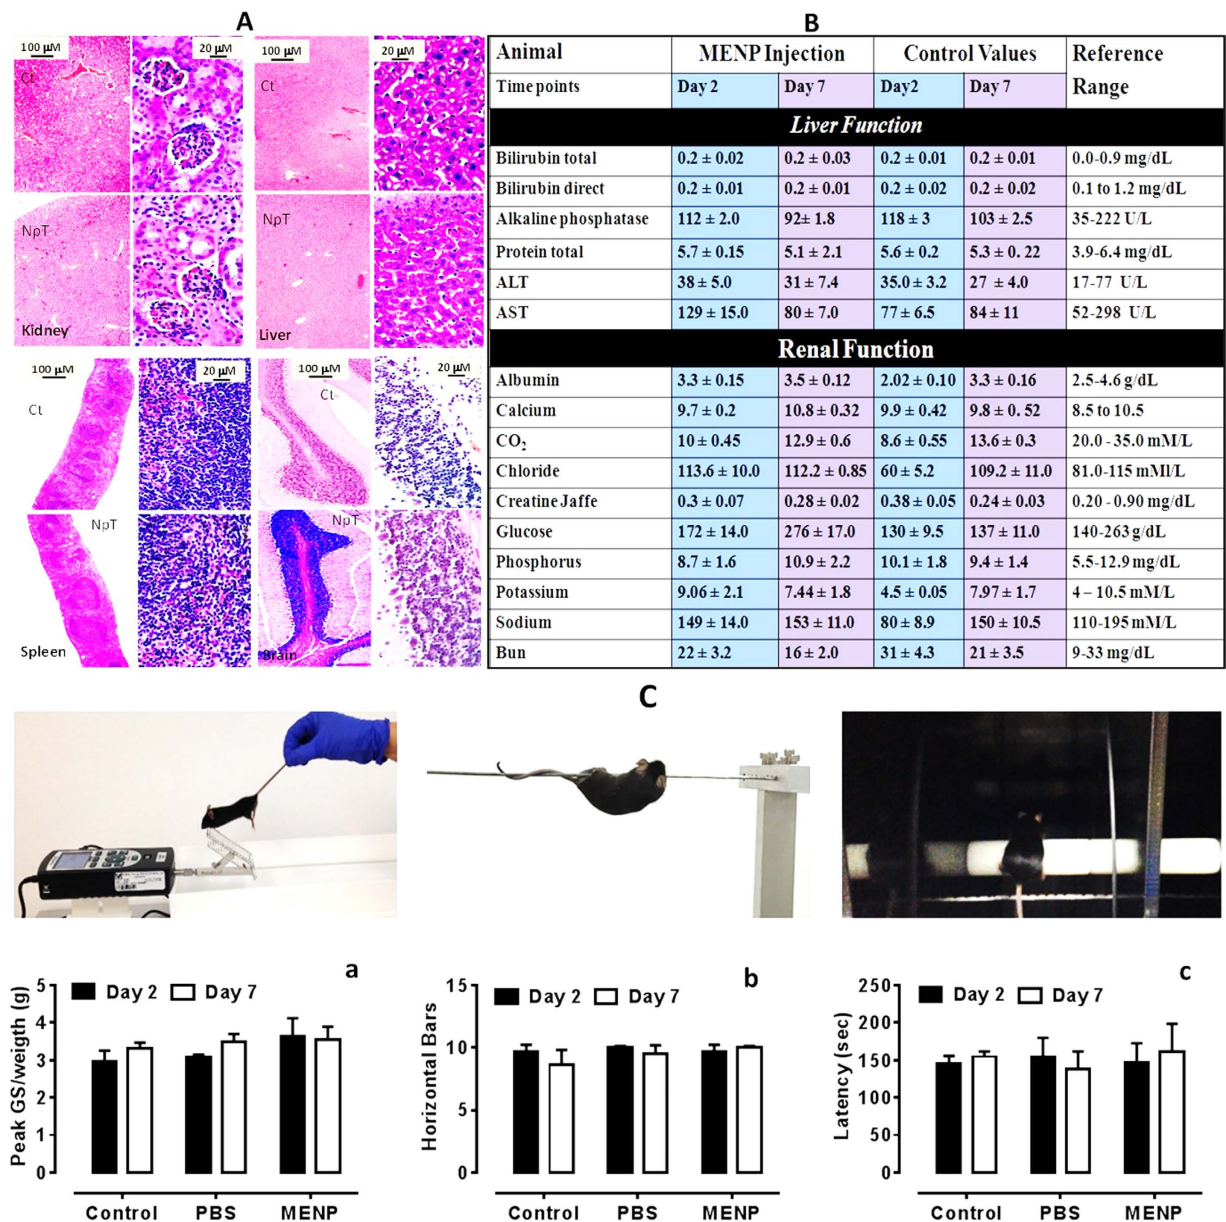 A
B
100 µM
20 µM
100 µM
20 µM
Ct
Ct
NpT
NpT
Kidney
Liver
100 µM
20 µM
100 µM
20 µM
Ct
Ct
NpT
NpT
Spleen
Brain
Animal MENP Injection Control Values Reference Range
Time points Day 2 Day 7 Day2 Day 7
Liver Function
Bilirubin total 0.2 ± 0.02 0.2 ± 0.03 0.2 ± 0.01 0.2 ± 0.01 0.0-0.9 mg/dL
Bilirubin direct 0.2 ± 0.01 0.2 ± 0.01 0.2 ± 0.02 0.2 ± 0.02 0.1 to 1.2 mg/dL
Alkaline phosphatase 112 ± 2.0 92± 1.8 118 ± 3 103 ± 2.5 35-222 U/L
Protein total 5.7 ± 0.15 5.1 ± 2.1 5.6 ± 0.2 5.3 ± 0. 22 3.9-6.4 mg/dL
ALT 38 ± 5.0 31 ± 7.4 35.0 ± 3.2 27 ± 4.0 17-77 U/L
AST 129 ± 15.0 80 ± 7.0 77 ± 6.5 84 ± 11 52-298 U/L
Renal Function
Albumin 3.3 ± 0.15 3.5 ± 0.12 2.02 ± 0.10 3.3 ± 0.16 2.5-4.6 g/dL
Calcium 9.7 ± 0.2 10.8 ± 0.32 9.9 ± 0.42 9.8 ± 0. 52 8.5 to 10.5
CO2 10 ± 0.45 12.9 ± 0.6 8.6 ± 0.55 13.6 ± 0.3 20.0 - 35.0 mM/L
Chloride 113.6 ± 10.0 112.2 ± 0.85 60 ± 5.2 109.2 ± 11.0 81.0-115 mMl/L
Creatine Jaffe 0.3 ± 0.07 0.28 ± 0.02 0.38 ± 0.05 0.24 ± 0.03 0.20 - 0.90 mg/dL
Glucose 172 ± 14.0 276 ± 17.0 130 ± 9.5 137 ± 11.0 140-263 g/dL
Phosphorus 8.7 ± 1.6 10.9 ± 2.2 10.1 ± 1.8 9.4 ± 1.4 5.5-12.9 mg/dL
Potassium 9.06 ± 2.1 7.44 ± 1.8 4.5 ± 0.05 7.97 ± 1.7 4 – 10.5 mM/L
Sodium 149 ± 14.0 153 ± 11.0 80 ± 8.9 150 ± 10.5 110-195 mM/L
Bun 22 ± 3.2 16 ± 2.0 31 ± 4.3 21 ± 3.5 9-33 mg/dL
C
a
Day 2 Day 7
Peak GS/weigth (g)
5
4
3
2
1
0
Control PBS MENP
b
Day 2 Day 7
Horizontal Bars
15
10
5
0
Control PBS MENP
c
Day 2 Day 7
Latency (sec)
250
200
150
100
50
0
Control PBS MENP